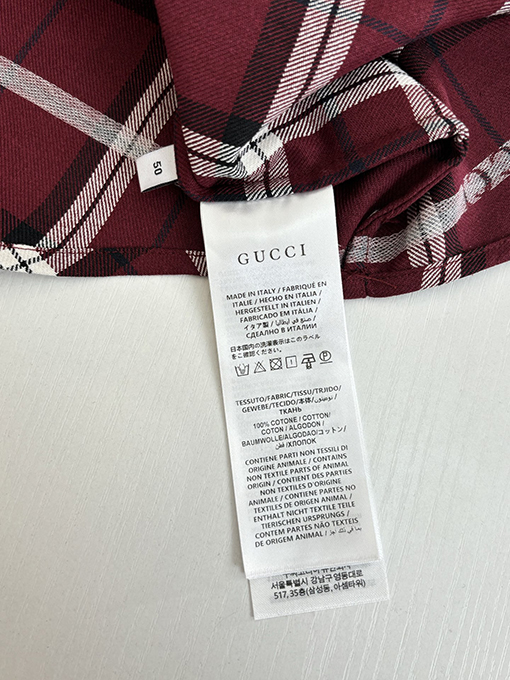 50
GUCCI
MADE IN ITALY / FABRIQUÉ EN
ITALIE / HECHO EN ITALIA /
HERGESTELLT IN ITALIEN /
FABRICADO EM ITÁLIA /
イタリア製 / صنع في ايطاليا /
СДЕЛАНО В ИТАЛИИ
日本国内の洗濯表示はこのラベル
をご確認ください。
TESSUTO/FABRIC/TISSU/TEJIDO/
GEWEBE/TECIDO/本体/
ТКАНЬ
100% COTONE / COTTON/
COTON / ALGODON /
BAUMWOLLE/ALGODAO/コットン/
قطن /ХЛОПОК
CONTIENE PARTI NON TESSILI DI
ORIGINE ANIMALE / CONTAINS
NON TEXTILE PARTS OF ANIMAL
ORIGIN / CONTIENT DES PARTIES
NON TEXTILES D'ORIGINE
ANIMALE / CONTIENE PARTES NO
TEXTILES DE ORIGEN ANIMAL /
ENTHALT NICHT TEXTILE TEILE
TIERISCHEN URSPRUNGS /
CONTEM PARTES NÃO TEXTEIS
DE ORIGEM ANIMAL /
서울특별시 강남구 영동대로
517,35층(삼성동, 아셈타워)